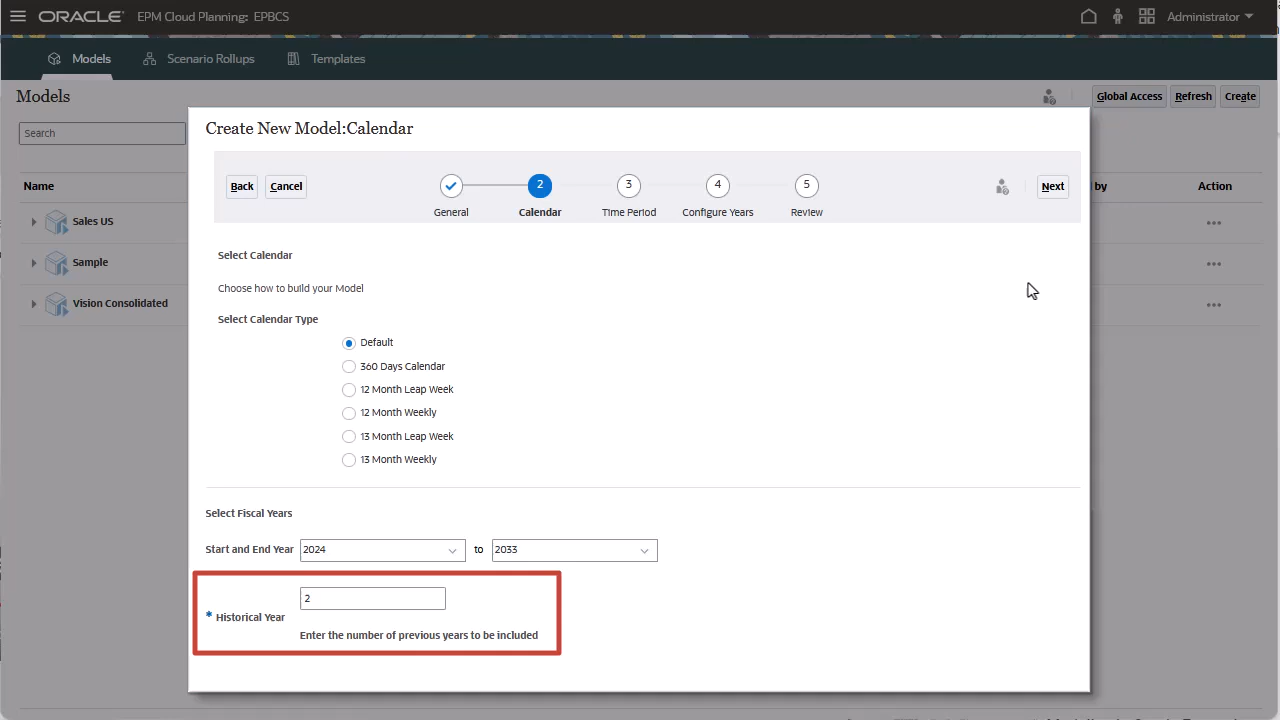 ORACLE EPM Cloud Planning: EPBCS Administrator
Models Scenario Rollups Templates
Models Global Access Refresh Create
Search
Create New Model:Calendar
Back Cancel 2 3 4 5 Next
General Calendar Time Period Configure Years Review
Name by Action
Sales US
Sample
Vision Consolidated
Select Calendar
Choose how to build your Model
Select Calendar Type
Default
360 Days Calendar
12 Month Leap Week
12 Month Weekly
13 Month Leap Week
13 Month Weekly
Select Fiscal Years
Start and End Year 2024 to 2033
2
* Historical Year
Enter the number of previous years to be included